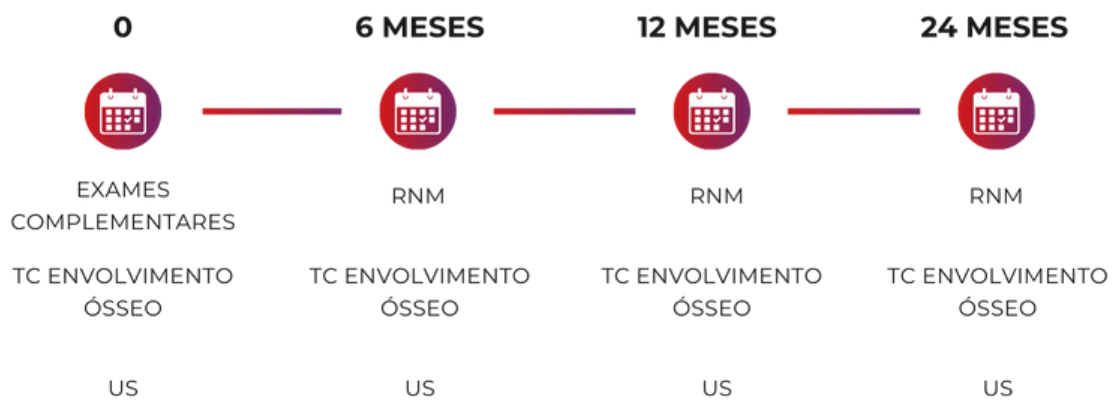 0
6 MESES
12 MESES
24 MESES
EXAMES
COMPLEMENTARES
RNM
RNM
RNM
TC ENVOLVIMENTO
ÓSSEO
TC ENVOLVIMENTO
ÓSSEO
TC ENVOLVIMENTO
ÓSSEO
TC ENVOLVIMENTO
ÓSSEO
US
US
US
US